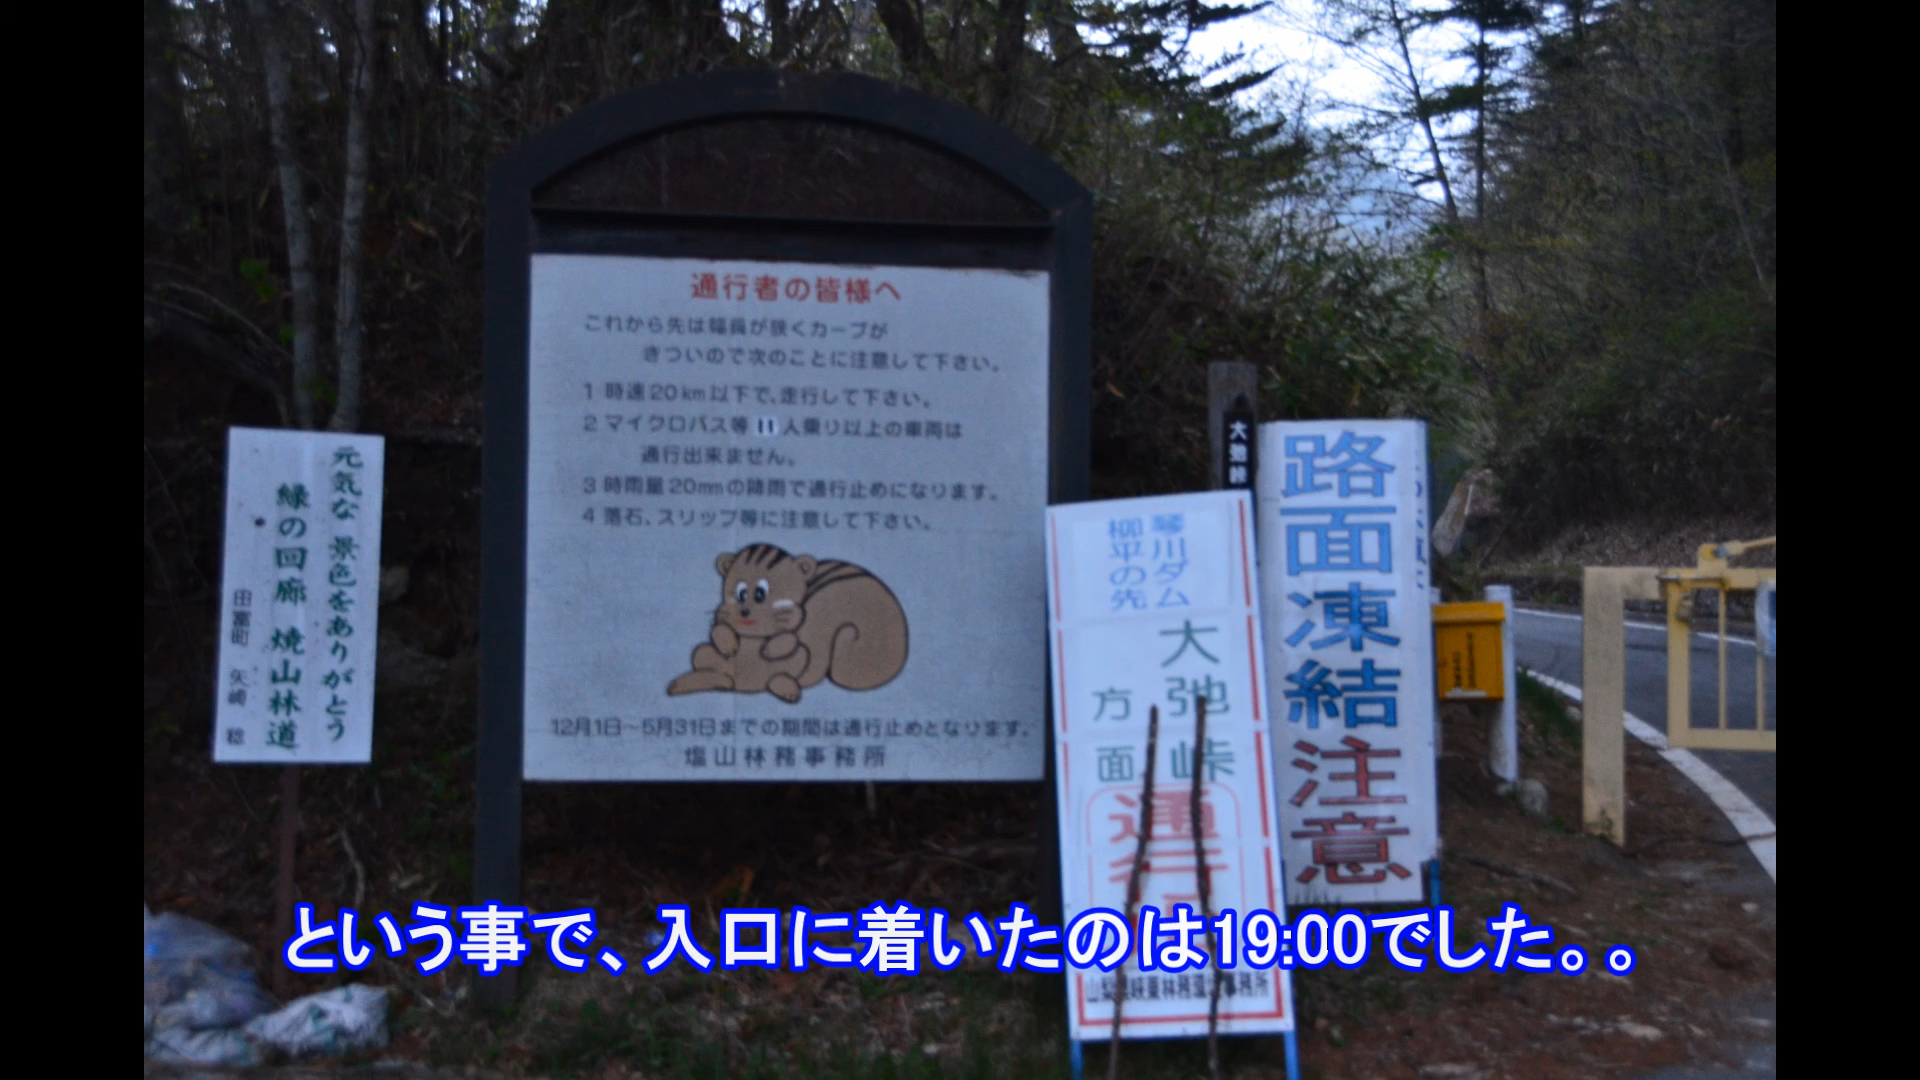 元気な 景色をありがとう
緑の回廊 焼山林道
田富町 矢崎 稔
通行者の皆様へ
これから先は幅員が狭くカーブが
きついので次のことに注意して下さい。
1 時速20km以下で、走行して下さい。
2 マイクロバス等11人乗り以上の車両は
通行出来ません。
3 時雨量20mmの降雨で通行止めになります。
4 落石、スリップ等に注意して下さい。
12月1日~5月31日までの期間は通行止めとなります。
塩山林務事務所
琴川ダム
柳平の先
大弛峠
方面
通行
大弛峠
路面凍結注意
という事で、入口に着いたのは19:00でした。。